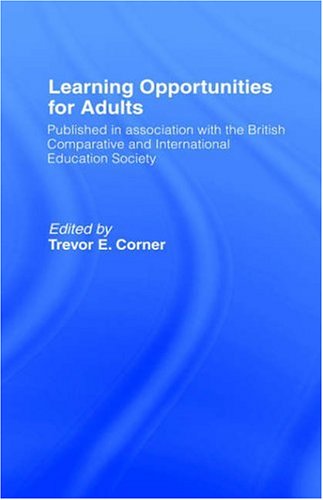 Learning Opportunities
for Adults
Published in association with the British
Comparative and International
Education Society
Edited by
Trevor E. Corner